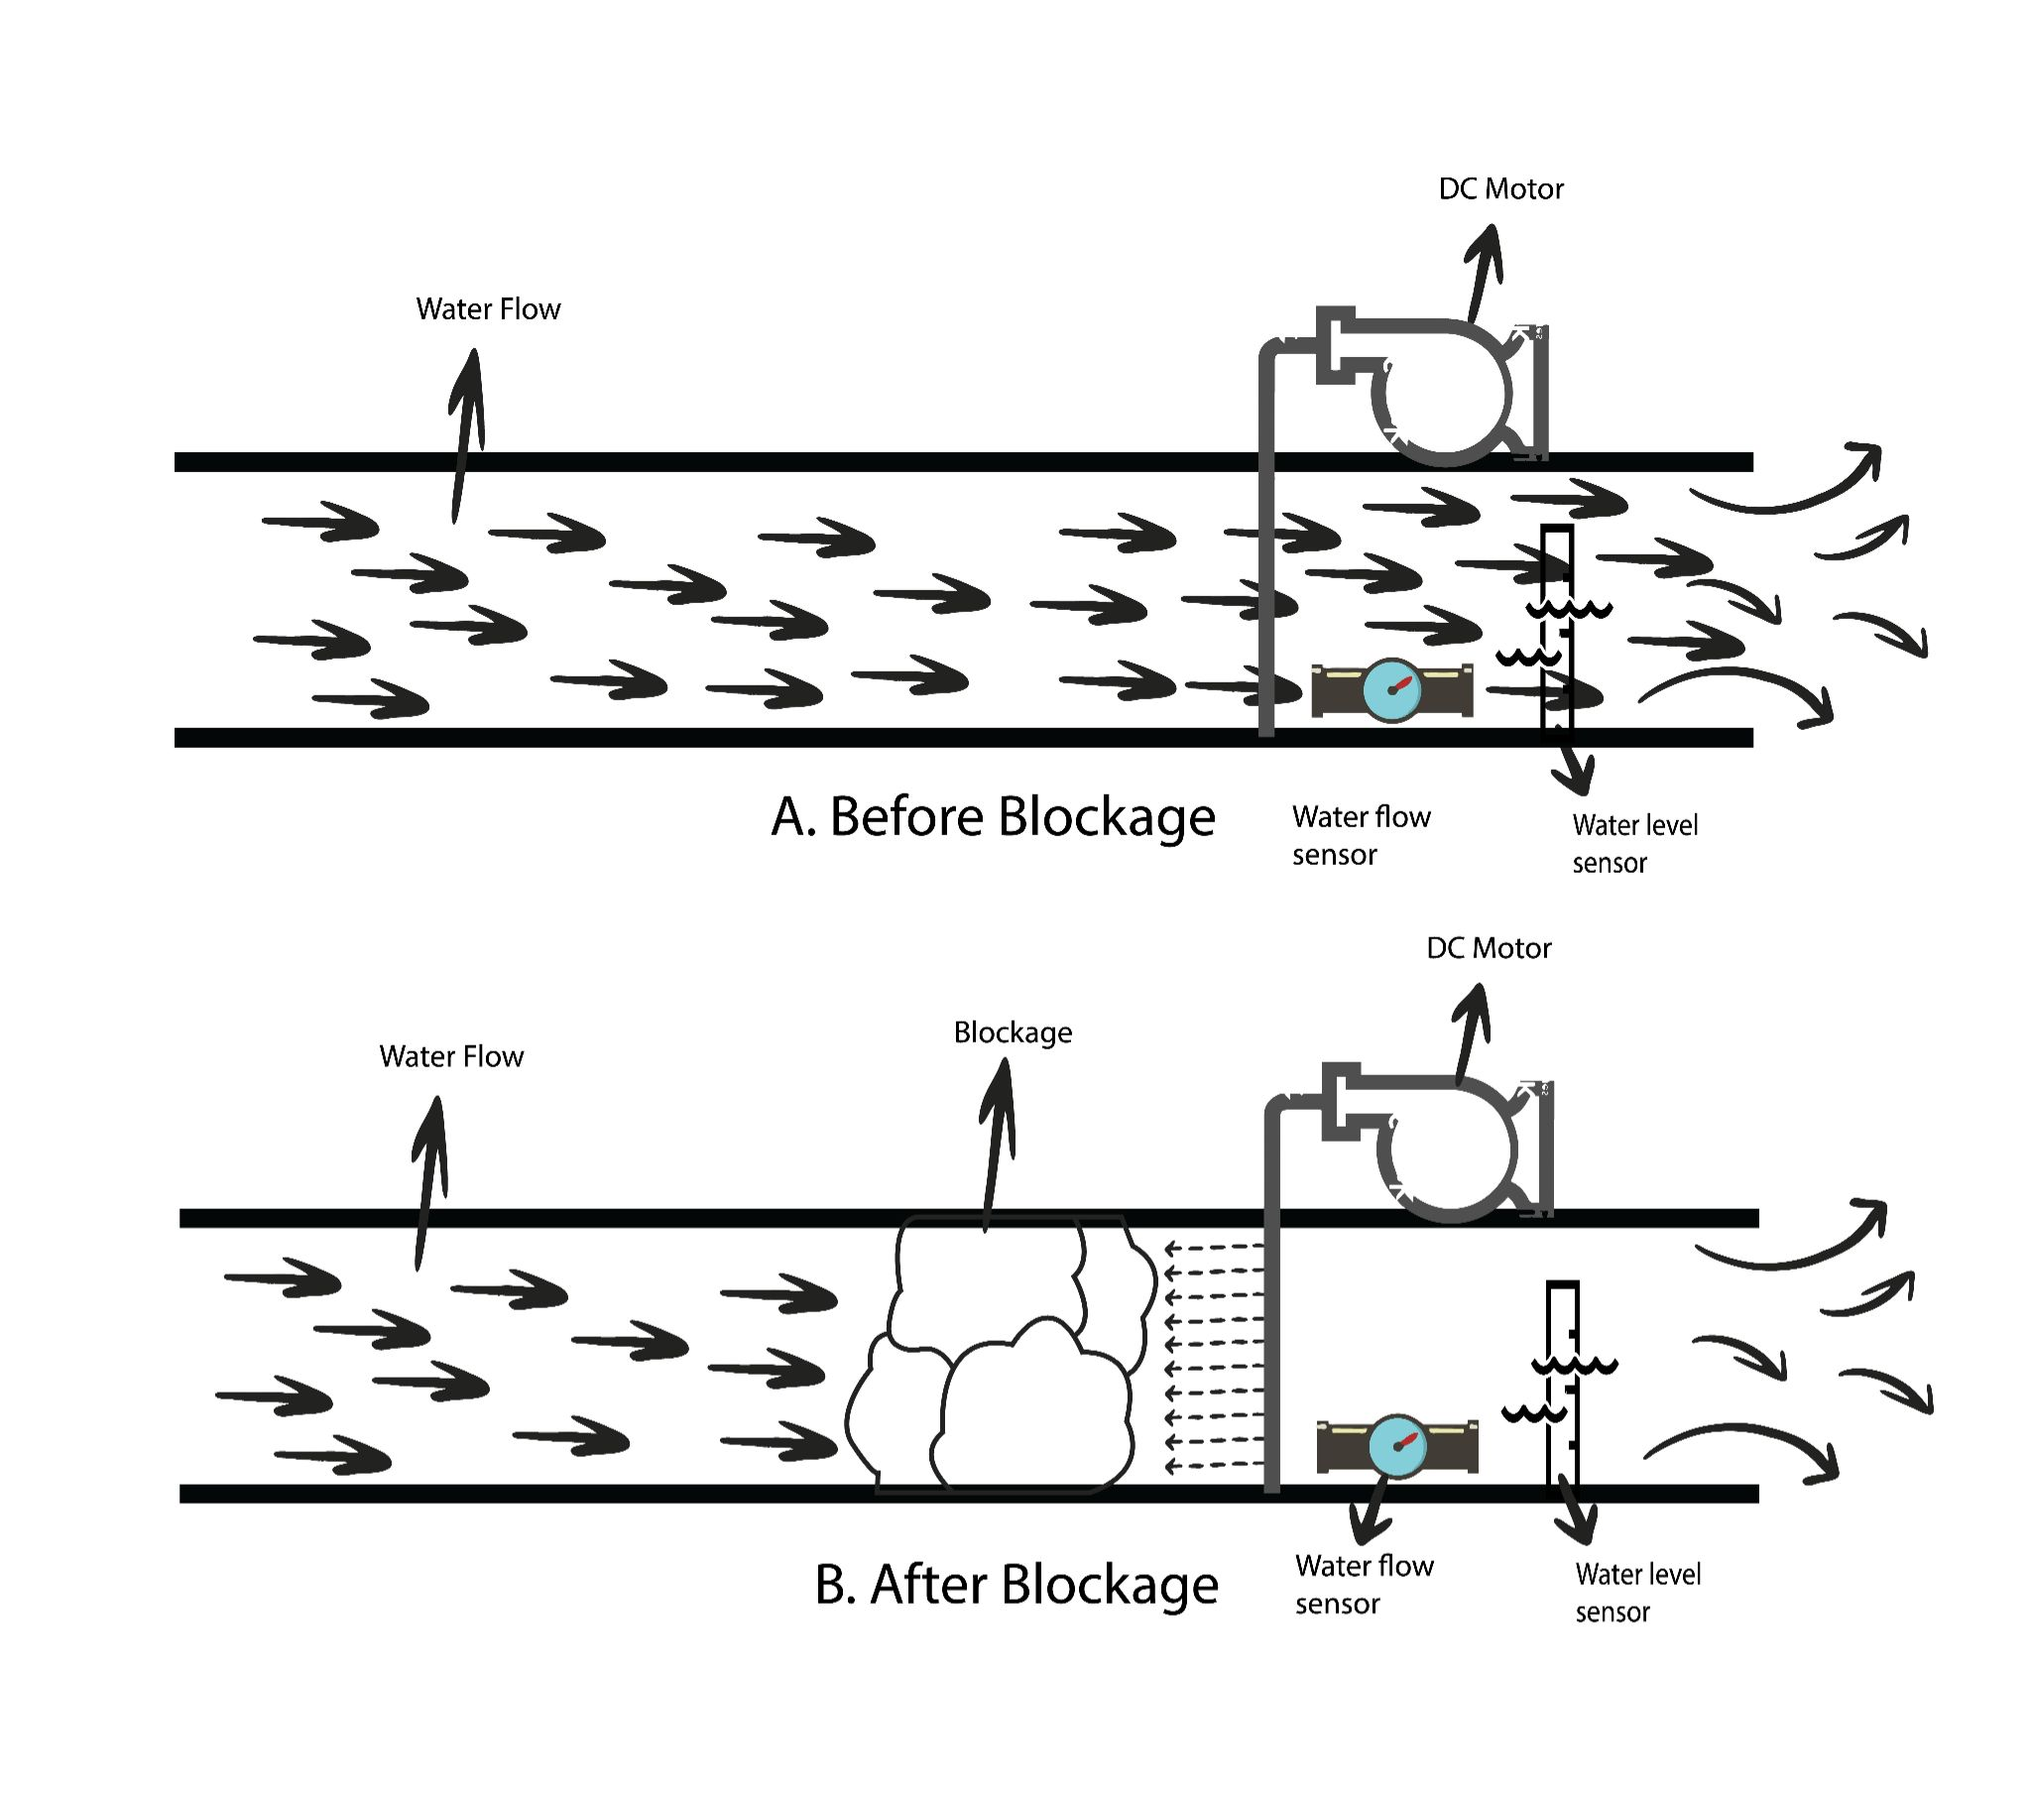 DC Motor
Water Flow
A. Before Blockage
Water flow
sensor
Water level
sensor
DC Motor
Blockage
Water Flow
B. After Blockage
Water flow
sensor
Water level
sensor